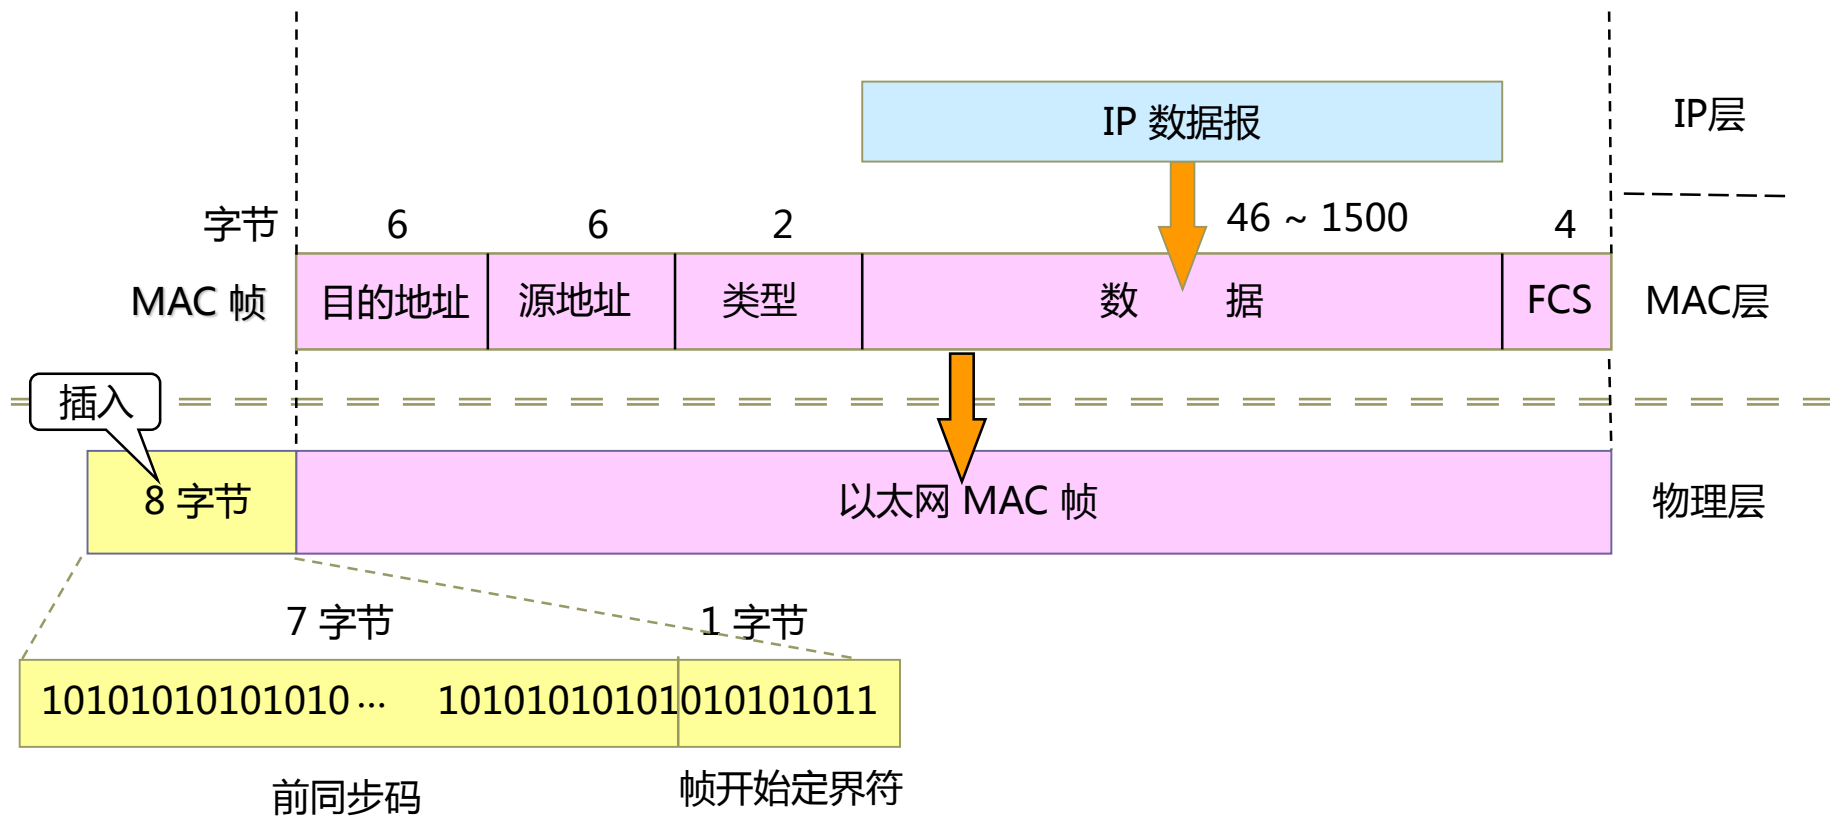 IP 数据报
IP层
字节 6 6 2 46 ~ 1500 4
MAC 帧 目的地址 源地址 类型 数 据 FCS MAC层
插入
8 字节 以太网 MAC 帧 物理层
7 字节 1 字节
10101010101010 ··· 10101010101010101011
前同步码 帧开始定界符